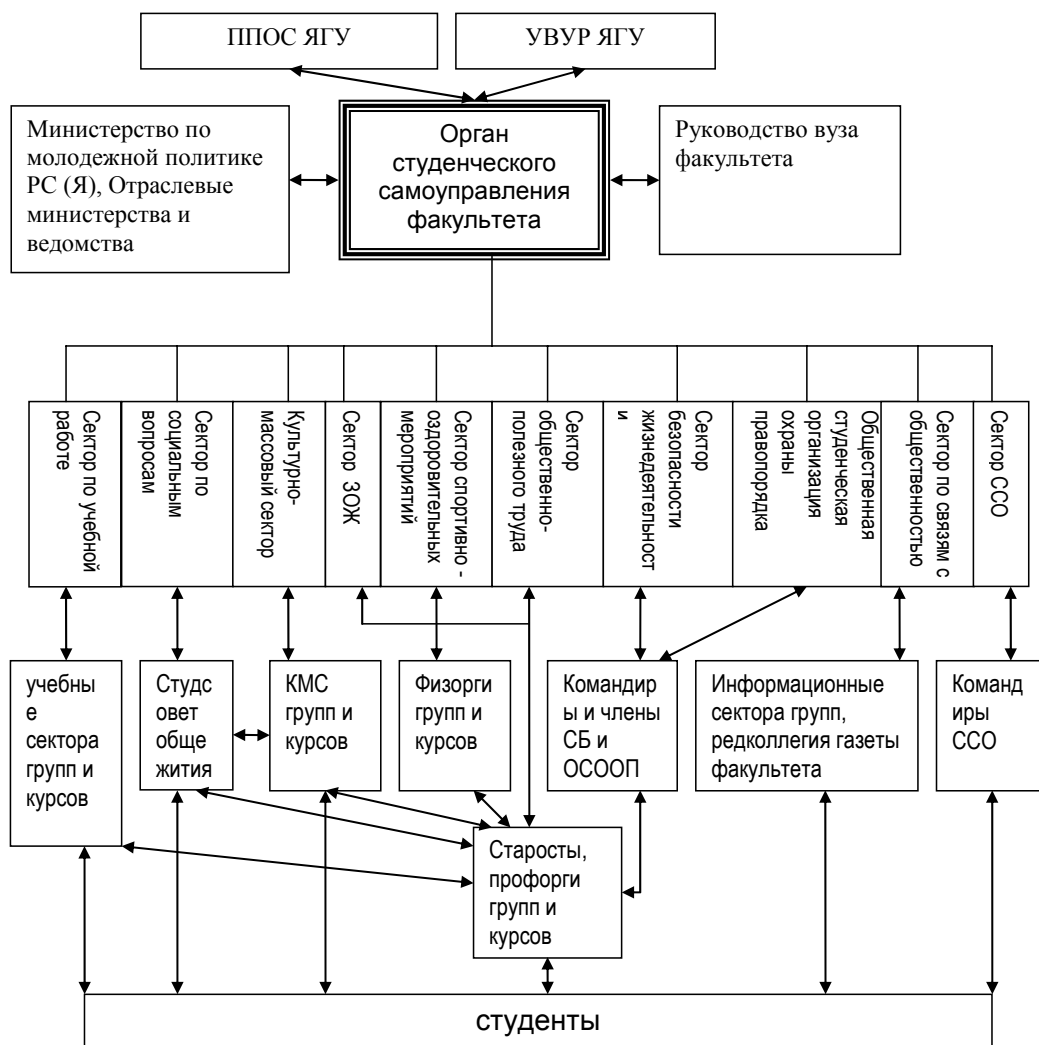 ППОС ЯГУ
УВУР ЯГУ
Министерство по
молодежной политике
РС (Я), Отраслевые
министерства и
ведомства
Орган
студенческого
самоуправления
факультета
Руководство вуза
факультета
Сектор по учебной
работе
Сектор по
социальным
вопросам
Культурно-
массовый сектор
Сектор ЗОЖ
Сектор спортивно -
оздоровительных
мероприятий
Сектор
общественно-
полезного труда
Сектор
безопасности
жизнедеятельност
и
Общественная
студенческая
организация
охраны
правопорядка
Сектор по связям с
общественностью
Сектор ССО
учебны
е
сектора
групп и
курсов
Студс
овет
обще
жития
КМС
групп и
курсов
Физорги
групп и
курсов
Командир
ы и члены
СБ и
ОСООП
Информационные
сектора групп,
редколлегия газеты
факультета
Команд
иры
ССО
Старосты,
профорги
групп и
курсов
студенты